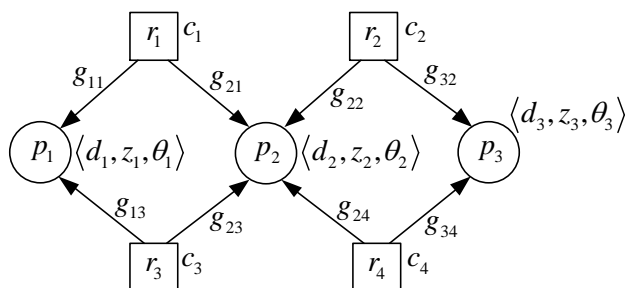 r₁ c₁ r₂ c₂
g₁₁ g₂₁ g₂₂ g₃₂
p₁ ⟨d₁, z₁, θ₁⟩ p₂ ⟨d₂, z₂, θ₂⟩ p₃ ⟨d₃, z₃, θ₃⟩
g₁₃ g₂₃ g₂₄ g₃₄
r₃ c₃ r₄ c₄